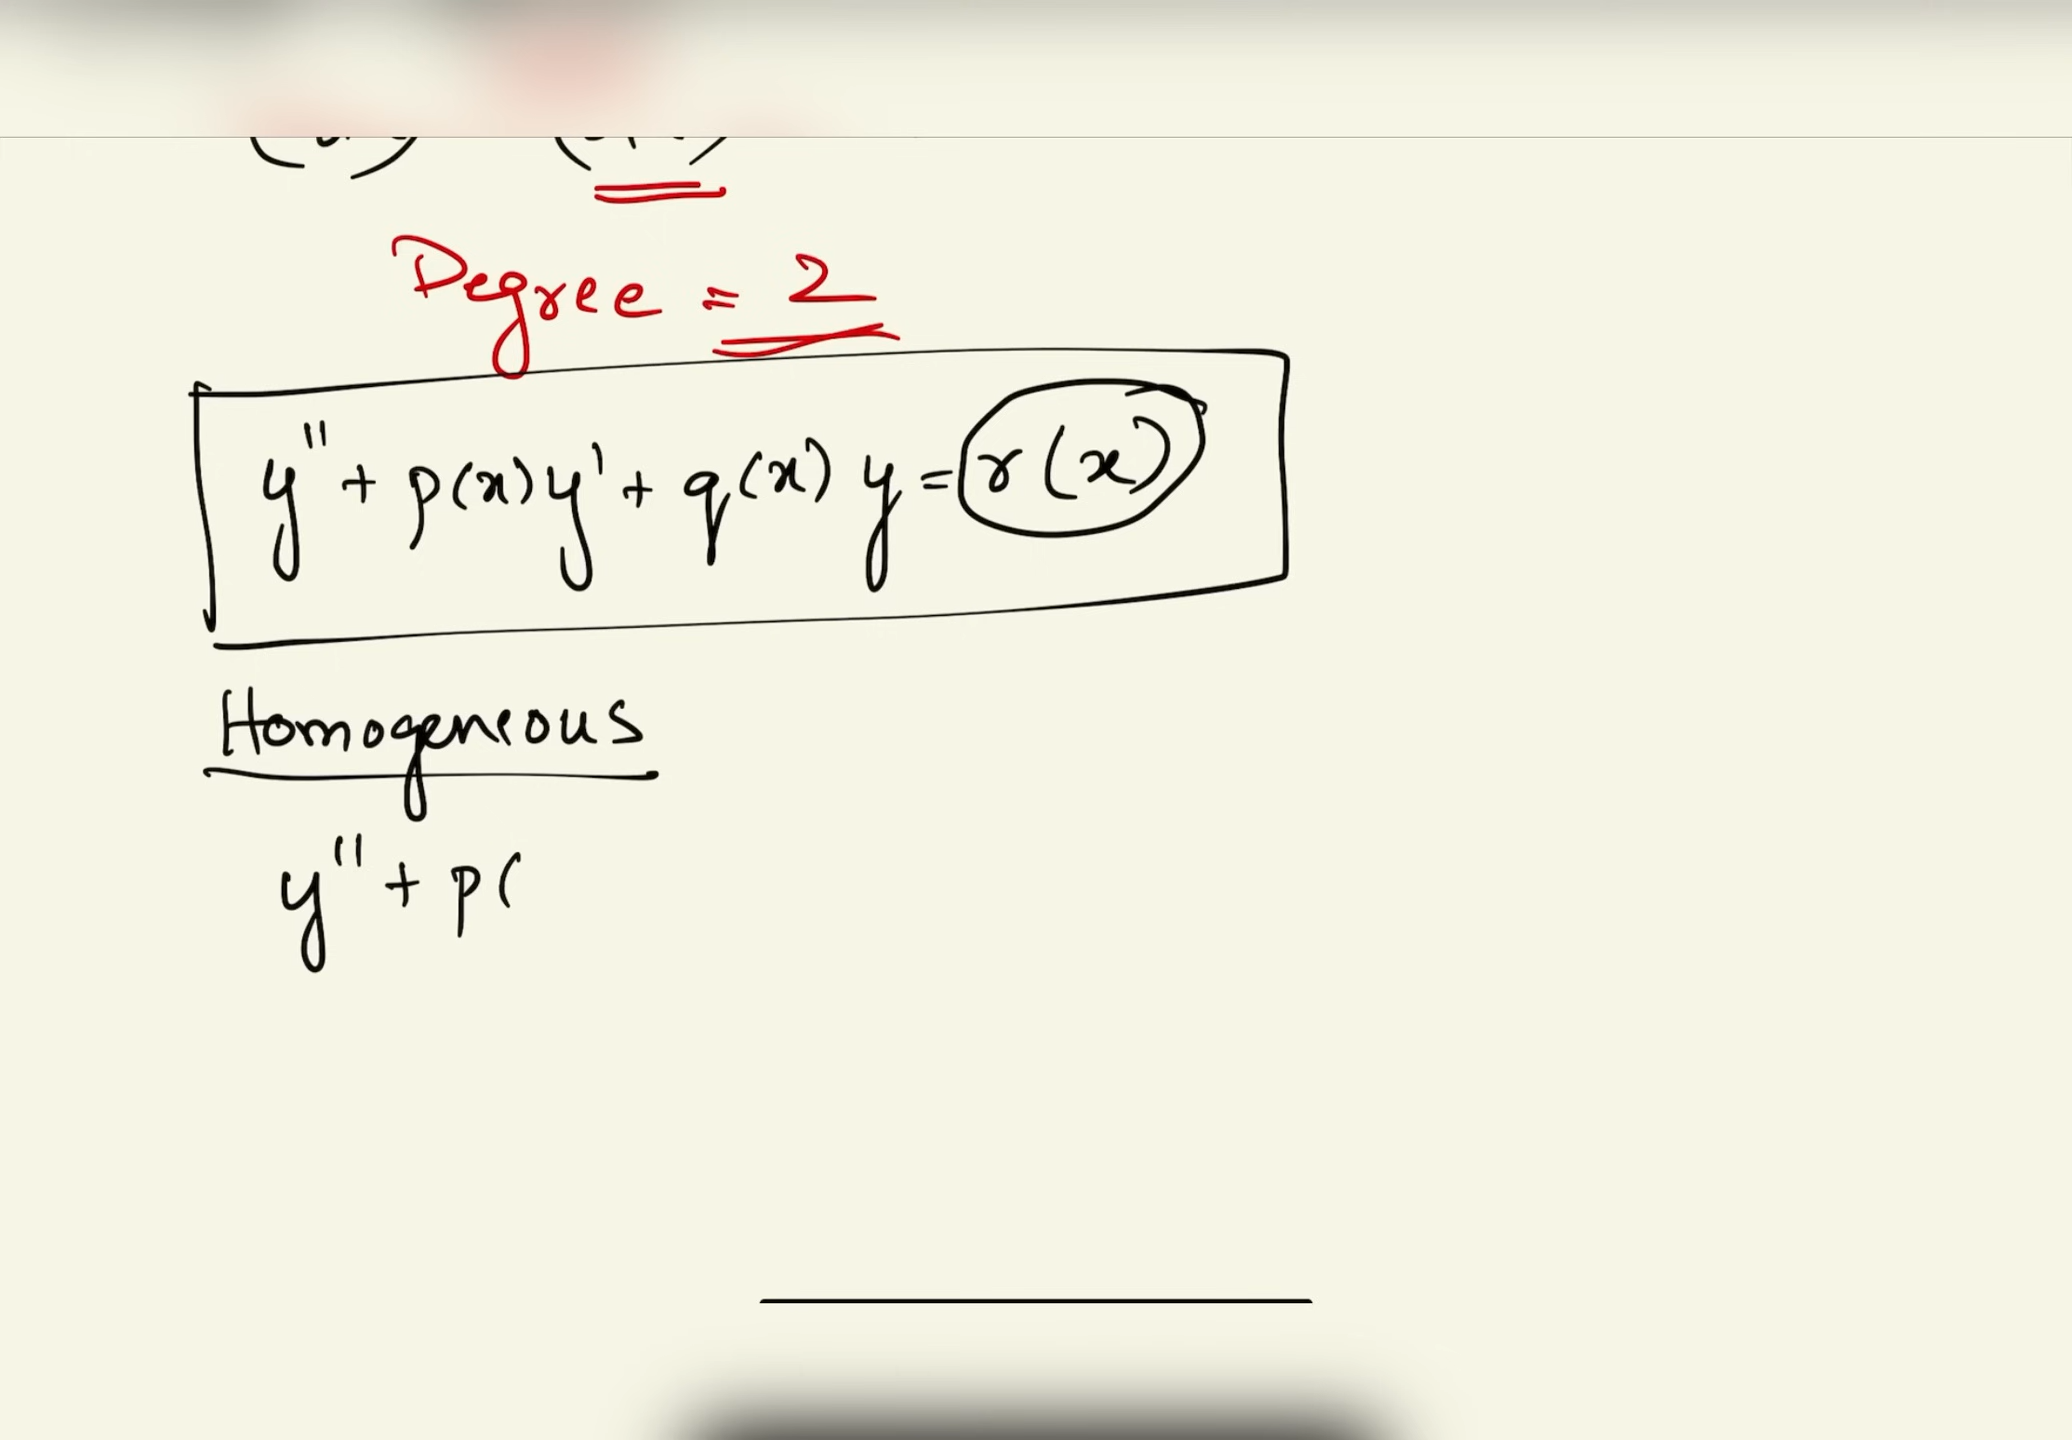 Degree = 2
y" + p(x)y' + q(x) y = r(x)
Homogeneous
y" + p(